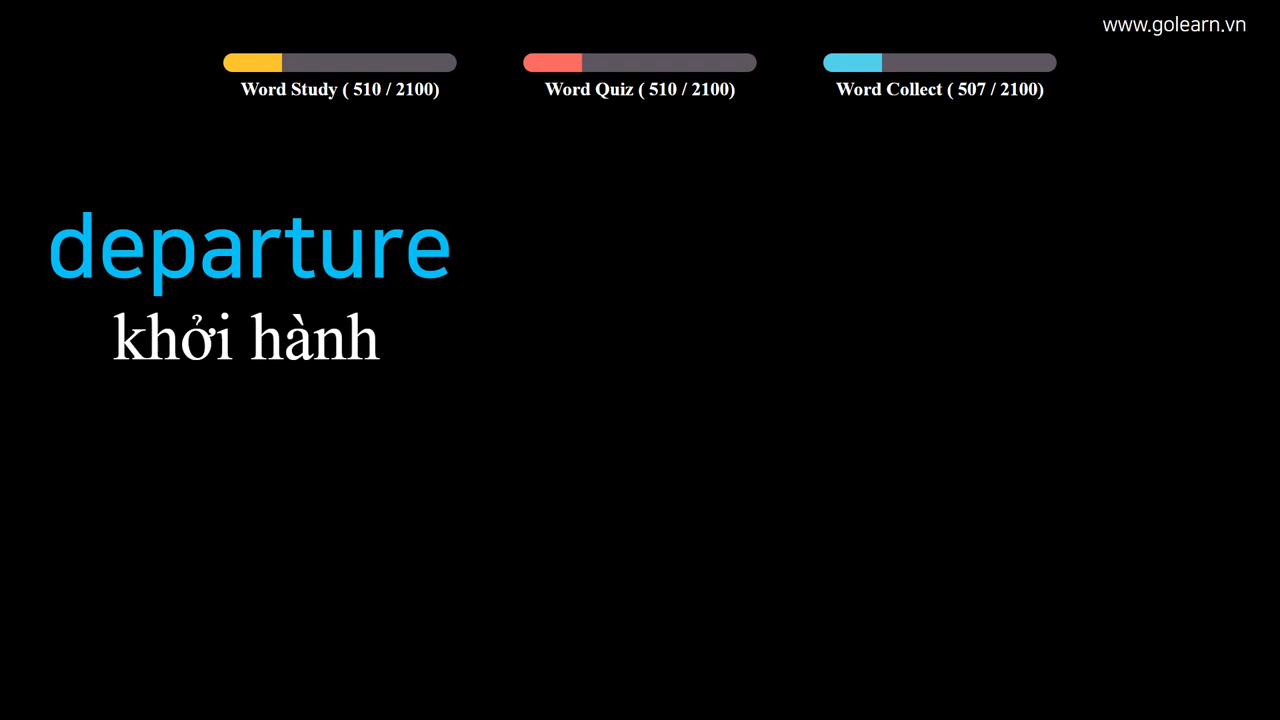 www.golearn.vn
Word Study ( 510 / 2100)
Word Quiz ( 510 / 2100)
Word Collect ( 507 / 2100)
departure
khởi hành